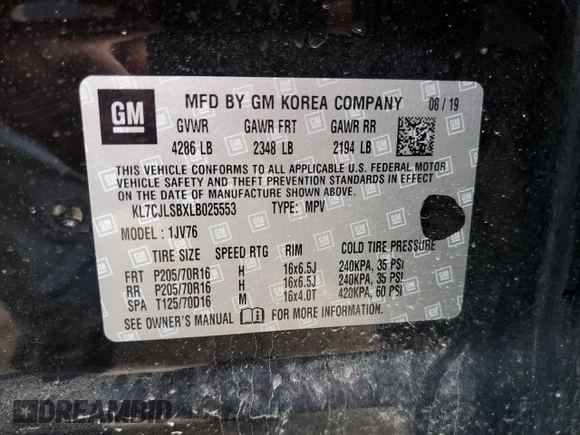 GM
MFD BY GM KOREA COMPANY 08/19
GVWR GAWR FRT GAWR RR
4286 LB 2348 LB 2194 LB
THIS VEHICLE CONFORMS TO ALL APPLICABLE U.S. FEDERAL MOTOR
VEHICLE SAFETY AND THEFT PREVENTION STANDARDS IN EFFECT
ON THE DATE OF MANUFACTURE SHOWN ABOVE.
KL7CJLSBXLB025553 TYPE: MPV
MODEL: 1JV76
TIRE SIZE SPEED RTG RIM COLD TIRE PRESSURE
FRT P205/70R16 H 16x6.5J 240KPA, 35 PSI
RR P205/70R16 H 16x6.5J 240KPA, 35 PSI
SPA T125/70D16 M 16x4.0T 420KPA, 60 PSI
SEE OWNER'S MANUAL FOR MORE INFORMATION.
DREAMBID